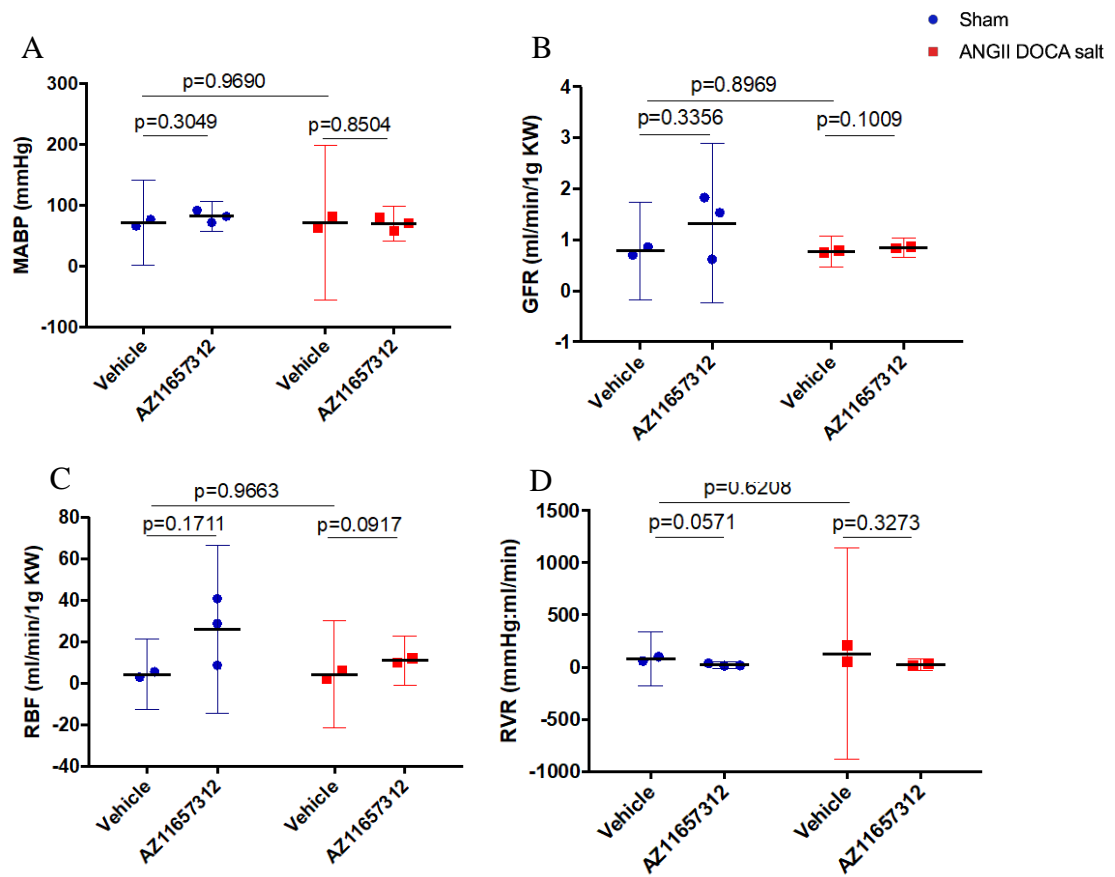 Sham
ANGII DOCA salt
A
p=0.9690
p=0.3049
p=0.8504
300
200
100
0
-100
MABP (mmHg)
Vehicle
AZ11657312
Vehicle
AZ11657312
B
p=0.8969
p=0.3356
p=0.1009
4
3
2
1
0
-1
GFR (ml/min/1g KW)
Vehicle
AZ11657312
Vehicle
AZ11657312
C
p=0.9663
p=0.1711
p=0.0917
80
60
40
20
0
-20
-40
RBF (ml/min/1g KW)
Vehicle
AZ11657312
Vehicle
AZ11657312
D
p=0.6208
p=0.0571
p=0.3273
1500
1000
500
0
-500
-1000
RVR (mmHg:ml/min)
Vehicle
AZ11657312
Vehicle
AZ11657312